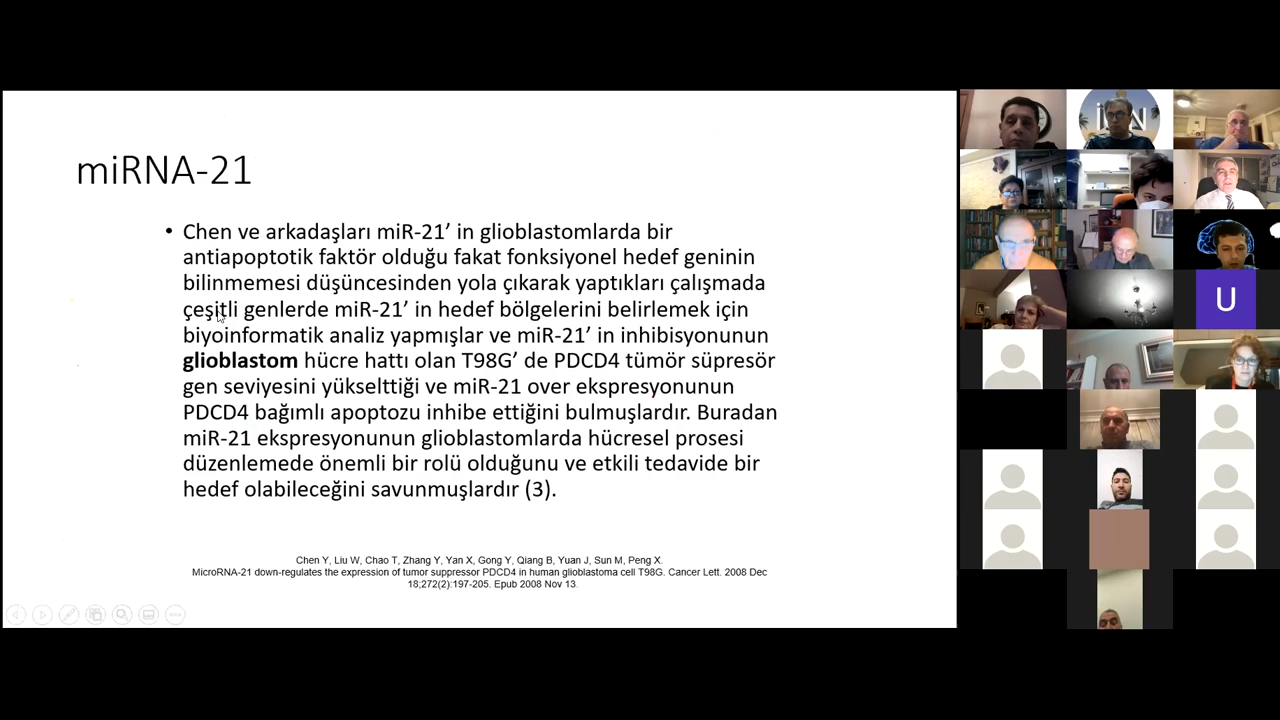 miRNA-21
• Chen ve arkadaşları miR-21’ in glioblastomlarda bir
antiapoptotik faktör olduğu fakat fonksiyonel hedef geninin
bilinmemesi düşüncesinden yola çıkarak yaptıkları çalışmada
çeşitli genlerde miR-21’ in hedef bölgelerini belirlemek için
biyoinformatik analiz yapmışlar ve miR-21’ in inhibisyonunun
glioblastom hücre hattı olan T98G’ de PDCD4 tümör süpresör
gen seviyesini yükselttiği ve miR-21 over ekspresyonunun
PDCD4 bağımlı apoptozu inhibe ettiğini bulmuşlardır. Buradan
miR-21 ekspresyonunun glioblastomlarda hücresel prosesi
düzenlemede önemli bir rolü olduğunu ve etkili tedavide bir
hedef olabileceğini savunmuşlardır (3).
Chen Y, Liu W, Chao T, Zhang Y, Yan X, Gong Y, Qiang B, Yuan J, Sun M, Peng X.
MicroRNA-21 down-regulates the expression of tumor suppressor PDCD4 in human glioblastoma cell T98G. Cancer Lett. 2008 Dec
18;272(2):197-205. Epub 2008 Nov 13.
U